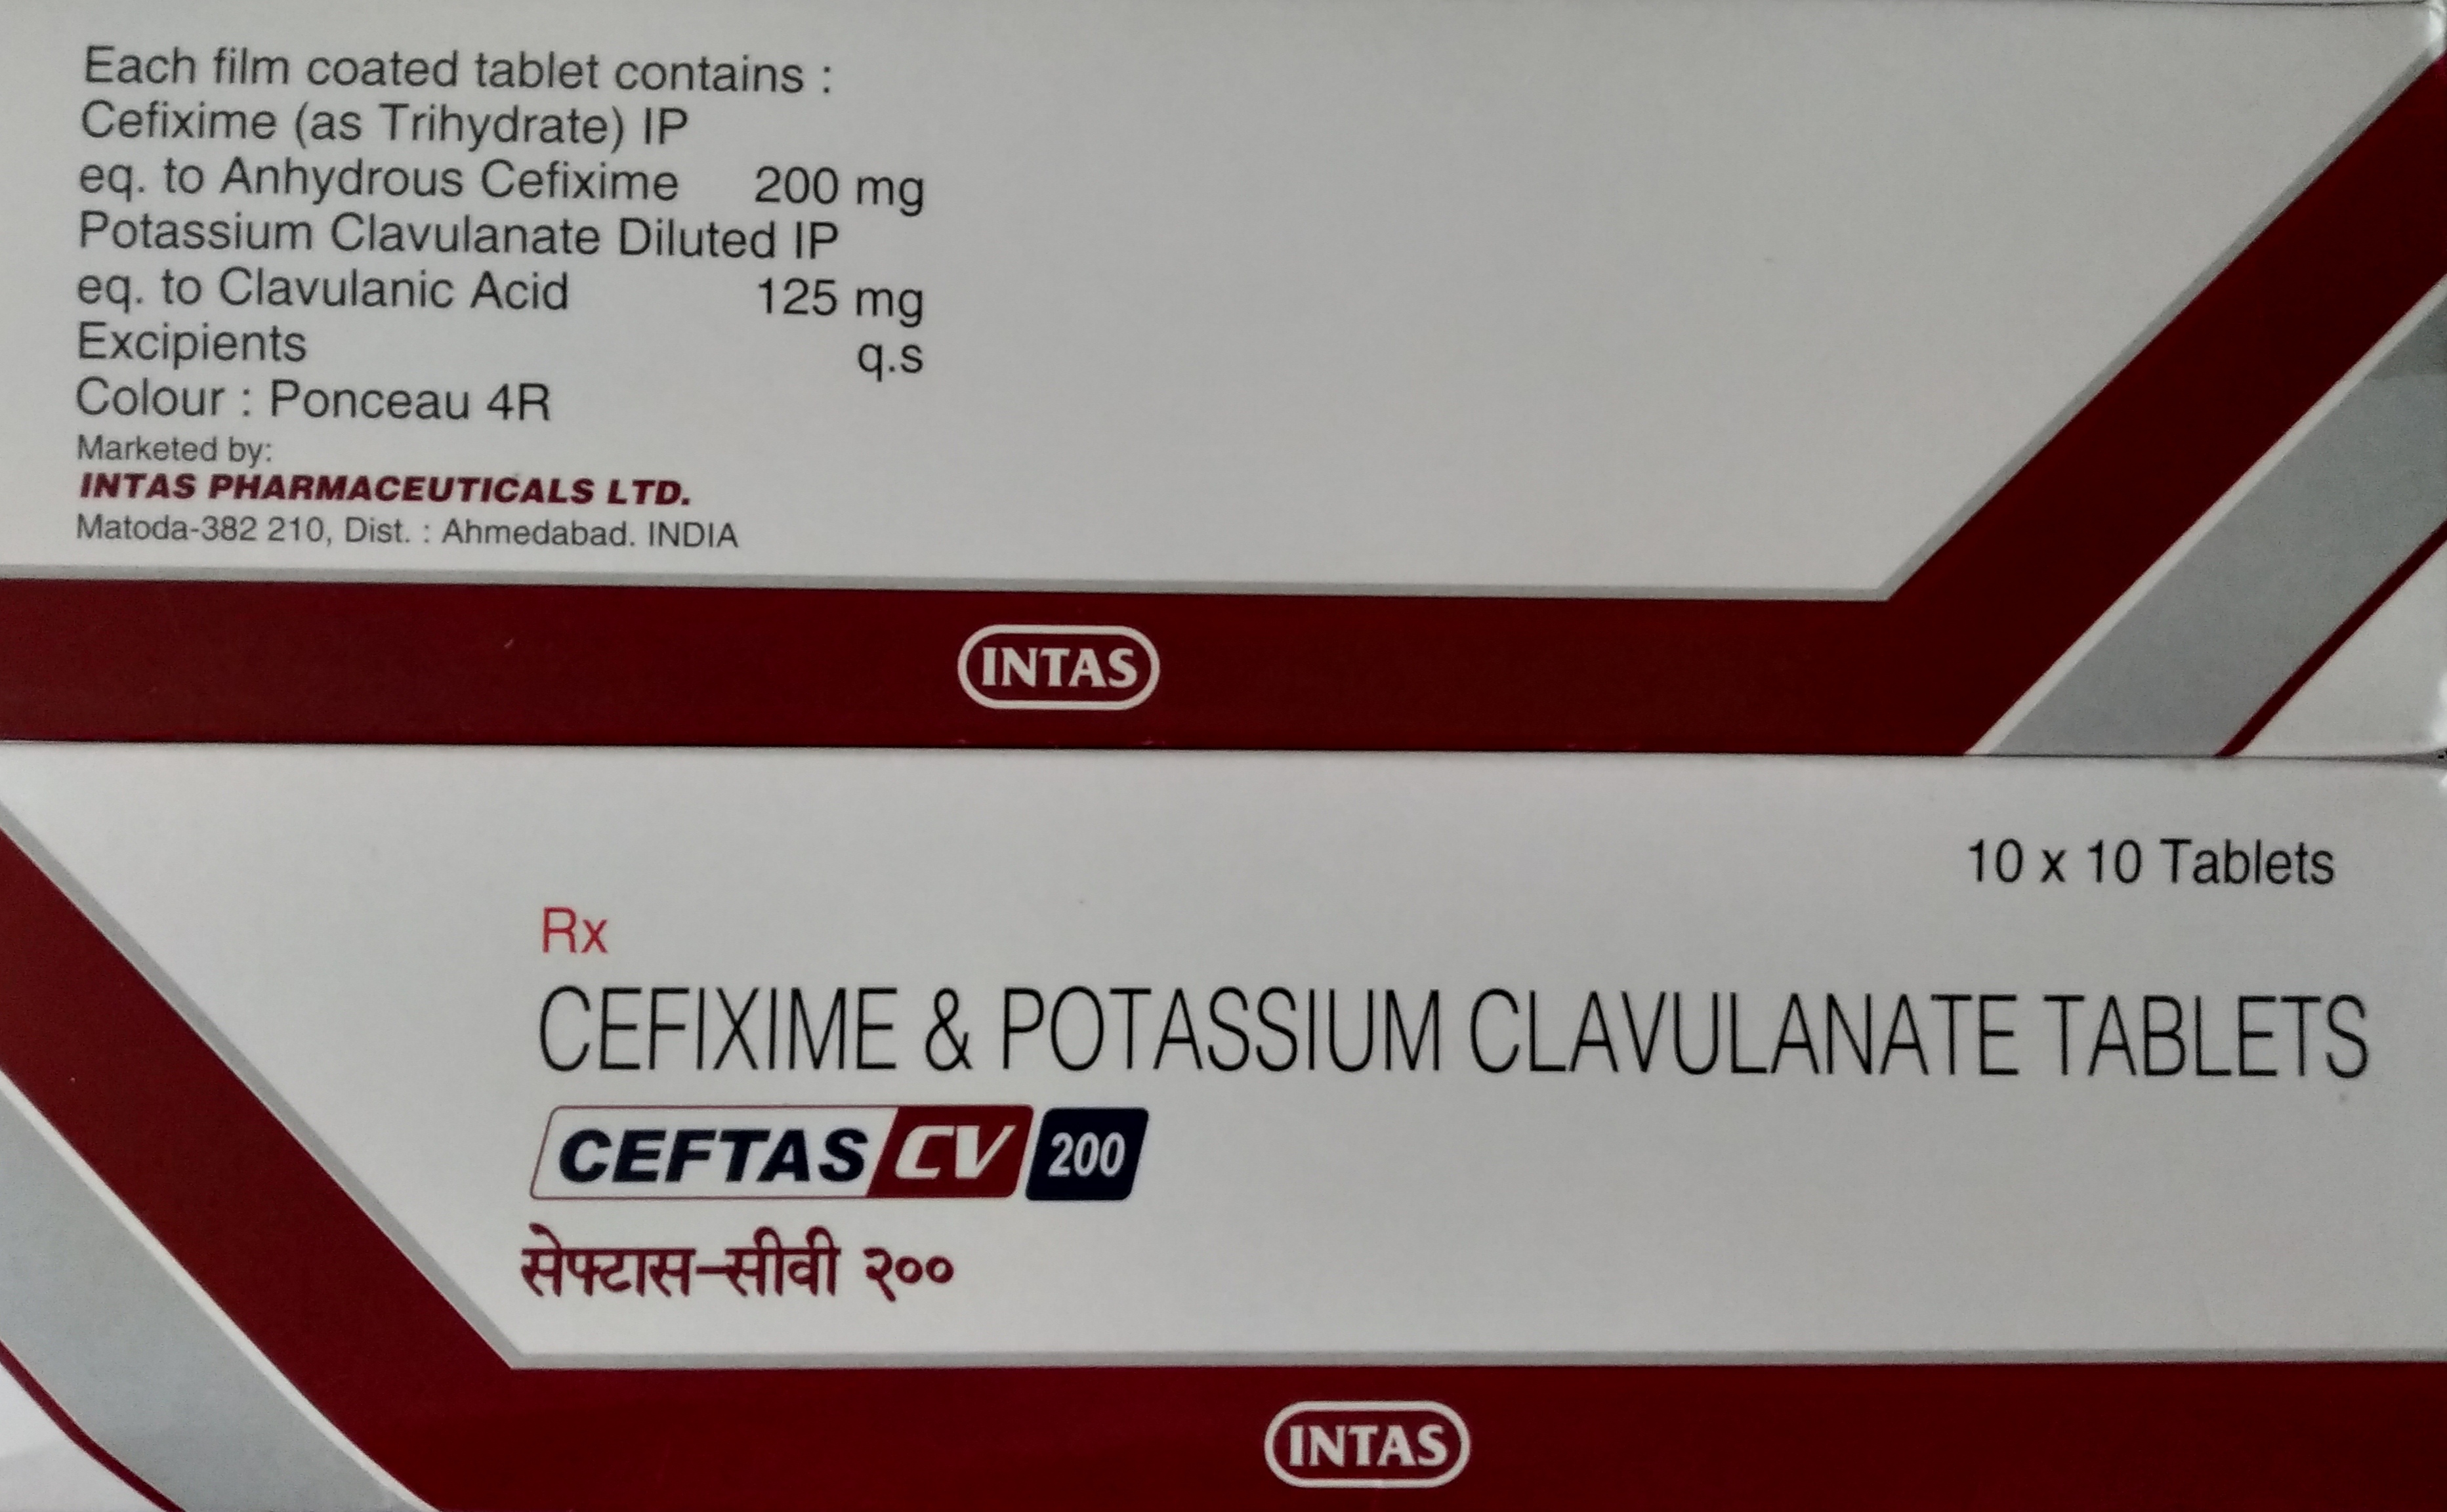 Each film coated tablet contains :
Cefixime (as Trihydrate) IP
eq. to Anhydrous Cefixime 200 mg
Potassium Clavulanate Diluted IP
eq. to Clavulanic Acid 125 mg
Excipients q.s
Colour : Ponceau 4R
Marketed by:
INTAS PHARMACEUTICALS LTD.
Matoda-382 210, Dist. : Ahmedabad. INDIA
INTAS
10 x 10 Tablets
Rx
CEFIXIME & POTASSIUM CLAVULANATE TABLETS
CEFTAS CV 200
सेफ्टास-सीवी २००
INTAS